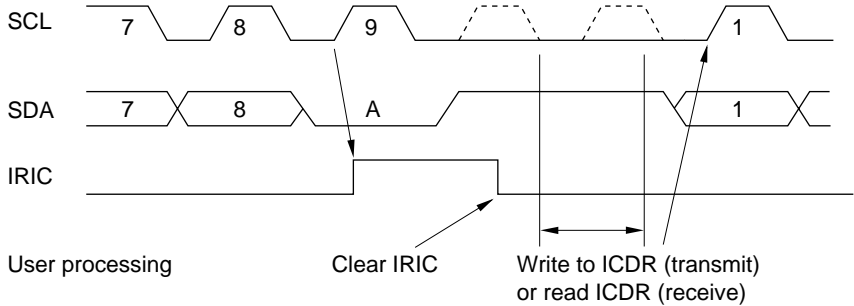 SCL 7 8 9 1
SDA 7 8 A 1
IRIC
User processing Clear IRIC Write to ICDR (transmit)
or read ICDR (receive)